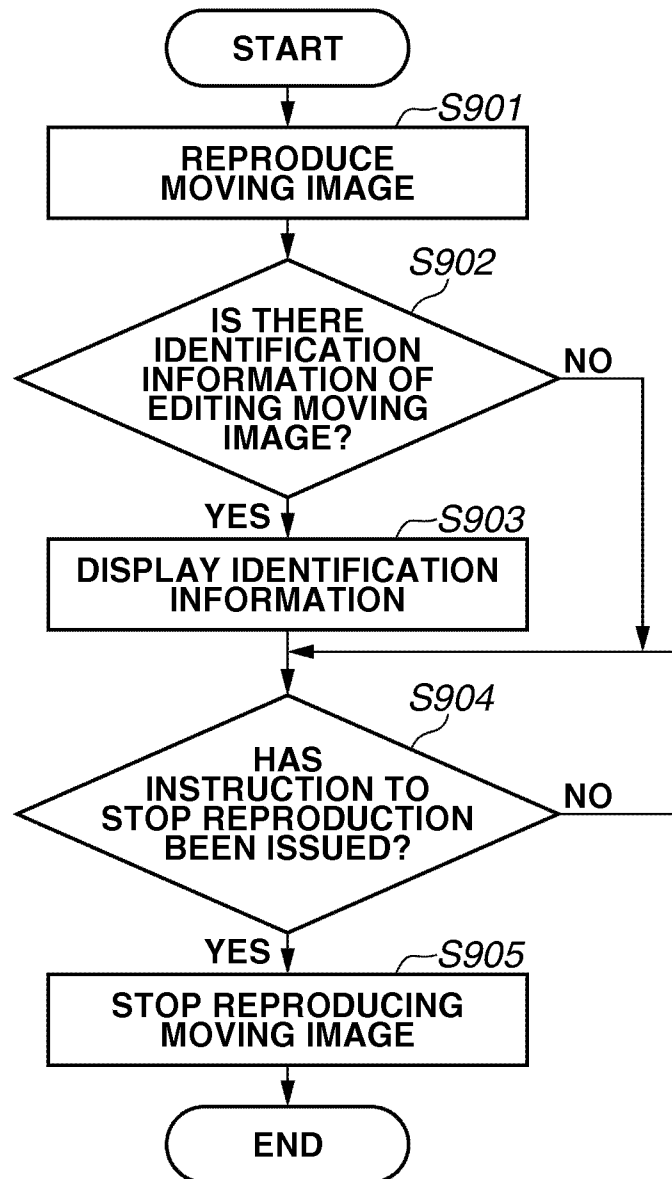 START
S901
REPRODUCE
MOVING IMAGE
S902
IS THERE
IDENTIFICATION
INFORMATION OF
EDITING MOVING
IMAGE?
NO
YES
S903
DISPLAY IDENTIFICATION
INFORMATION
S904
HAS
INSTRUCTION TO
STOP REPRODUCTION
BEEN ISSUED?
NO
YES
S905
STOP REPRODUCING
MOVING IMAGE
END